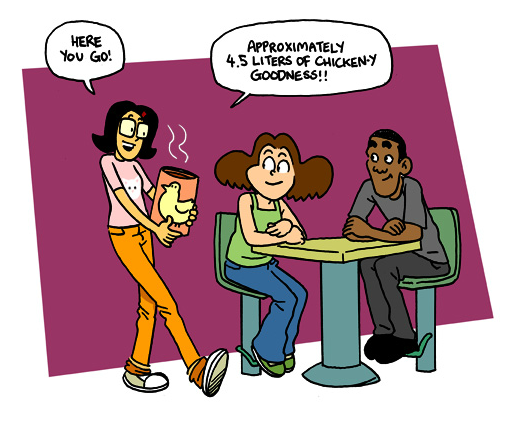 HERE
YOU GO!
APPROXIMATELY
4.5 LITERS OF CHICKEN-Y
GOODNESS!!